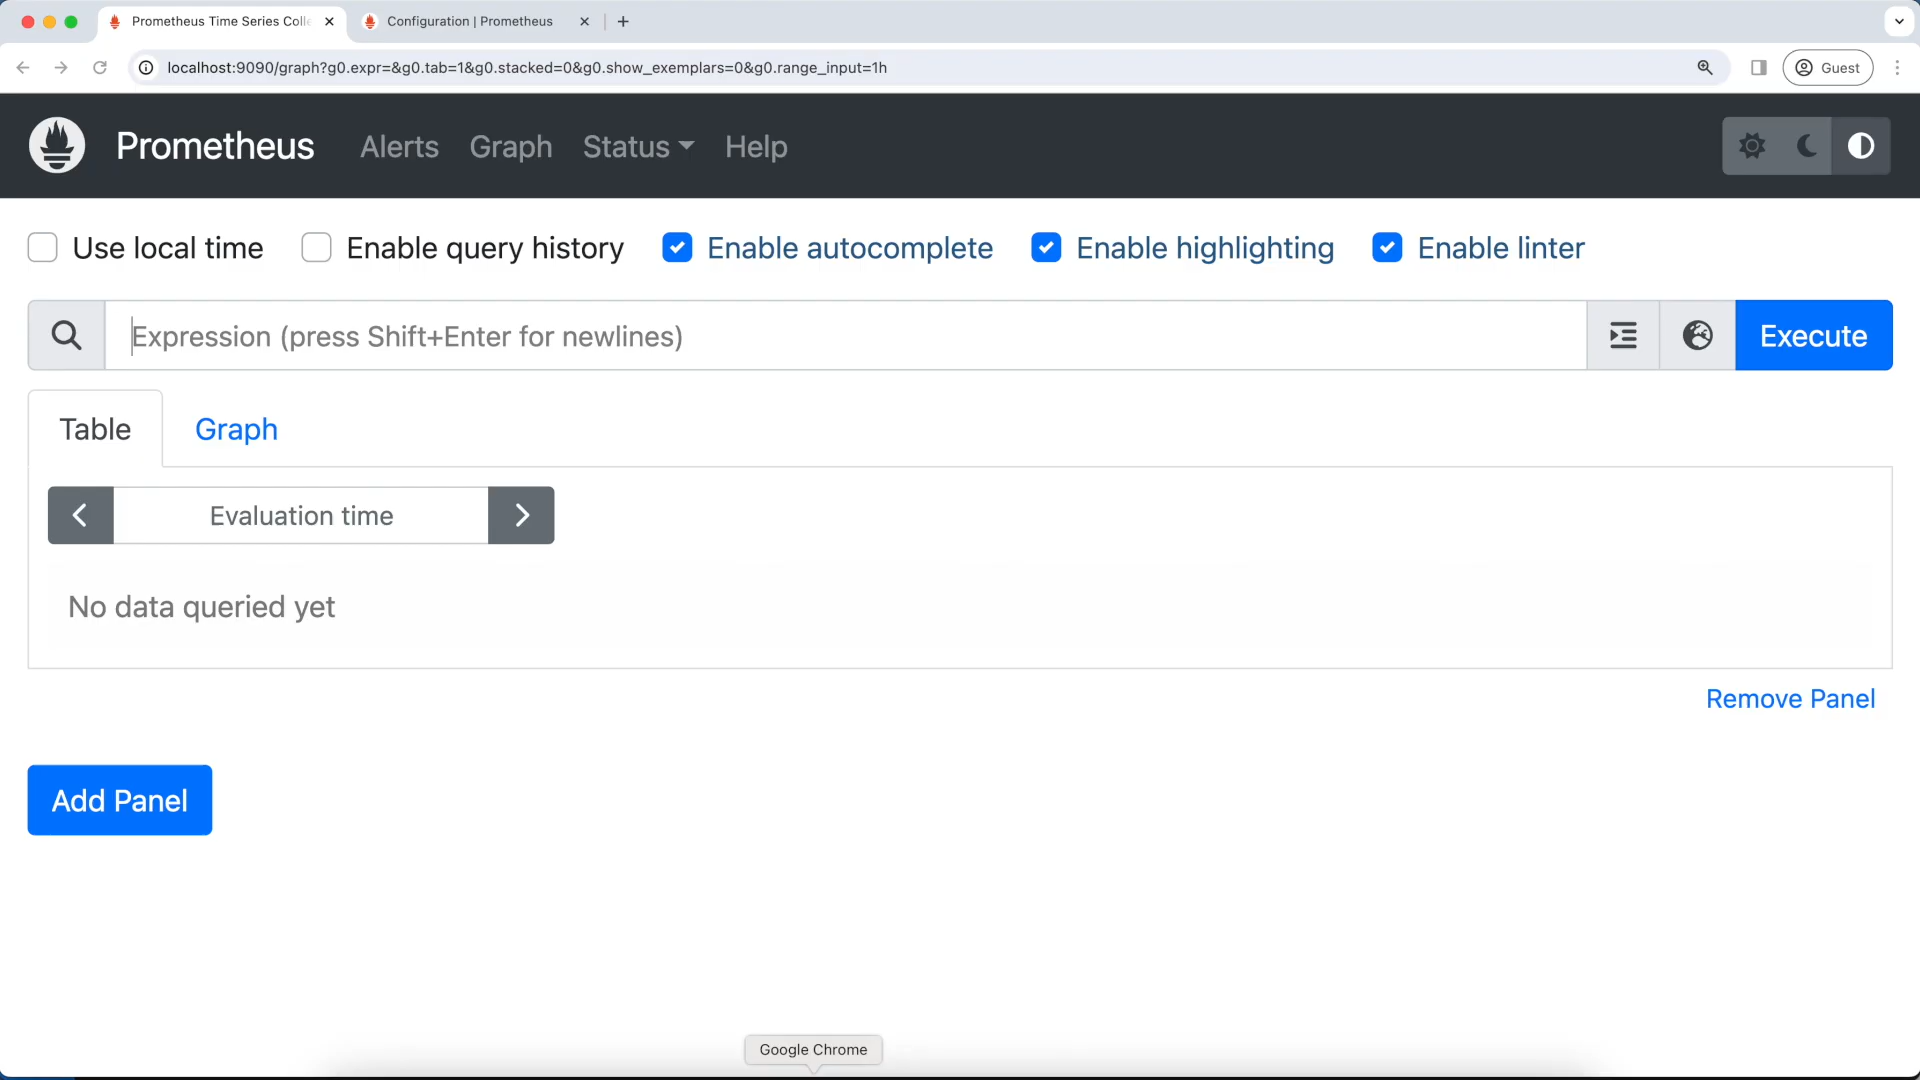 Prometheus Time Series Colle
Configuration | Prometheus
localhost:9090/graph?g0.expr=&g0.tab=1&g0.stacked=0&g0.show_exemplars=0&g0.range_input=1h
Guest
Prometheus
Alerts
Graph
Status
Help
Use local time
Enable query history
Enable autocomplete
Enable highlighting
Enable linter
Expression (press Shift+Enter for newlines)
Execute
Table
Graph
Evaluation time
No data queried yet
Remove Panel
Add Panel
Google Chrome